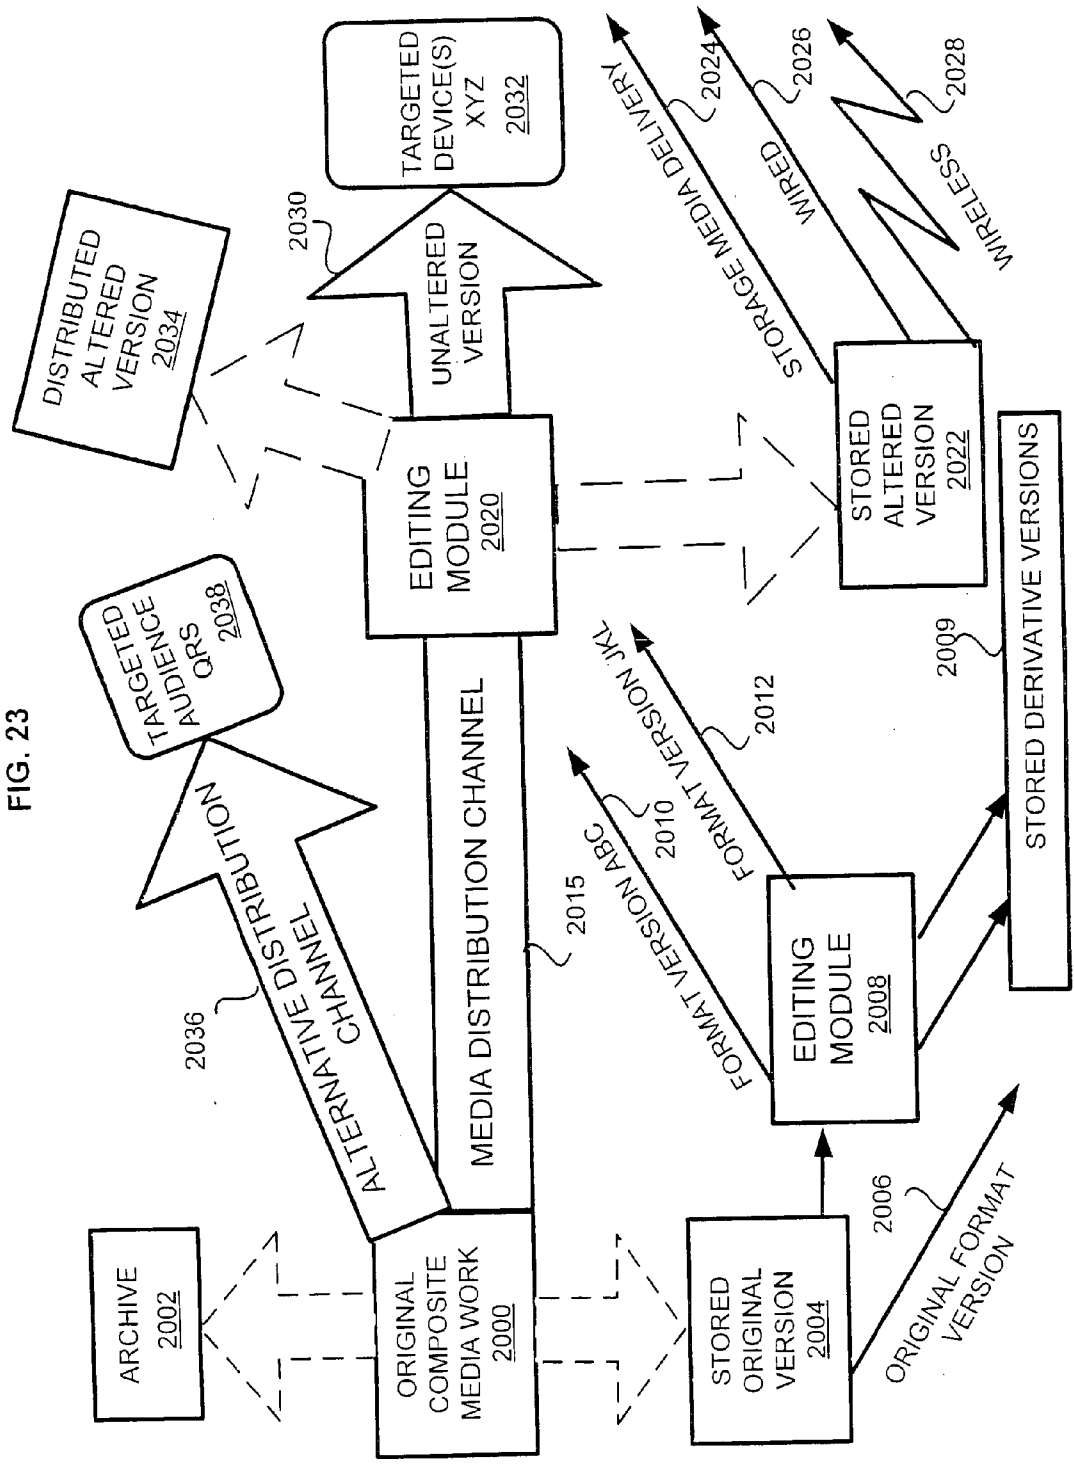 FIG. 23
ARCHIVE
2002
ORIGINAL
COMPOSITE
MEDIA WORK
2000
STORED
ORIGINAL
VERSION
2004
2006
ORIGINAL FORMAT
VERSION
2036
ALTERNATIVE DISTRIBUTION
CHANNEL
TARGETED
AUDIENCE
QRS
2038
MEDIA DISTRIBUTION CHANNEL
2015
EDITING
MODULE
2008
FORMAT VERSION ABC
2010
FORMAT VERSION JKL
2012
STORED DERIVATIVE VERSIONS
2009
EDITING
MODULE
2020
DISTRIBUTED
ALTERED
VERSION
2034
UNALTERED
VERSION
2030
TARGETED
DEVICE(S)
XYZ
2032
STORED
ALTERED
VERSION
2022
STORAGE MEDIA DELIVERY
2024
WIRED
2026
WIRELESS
2028